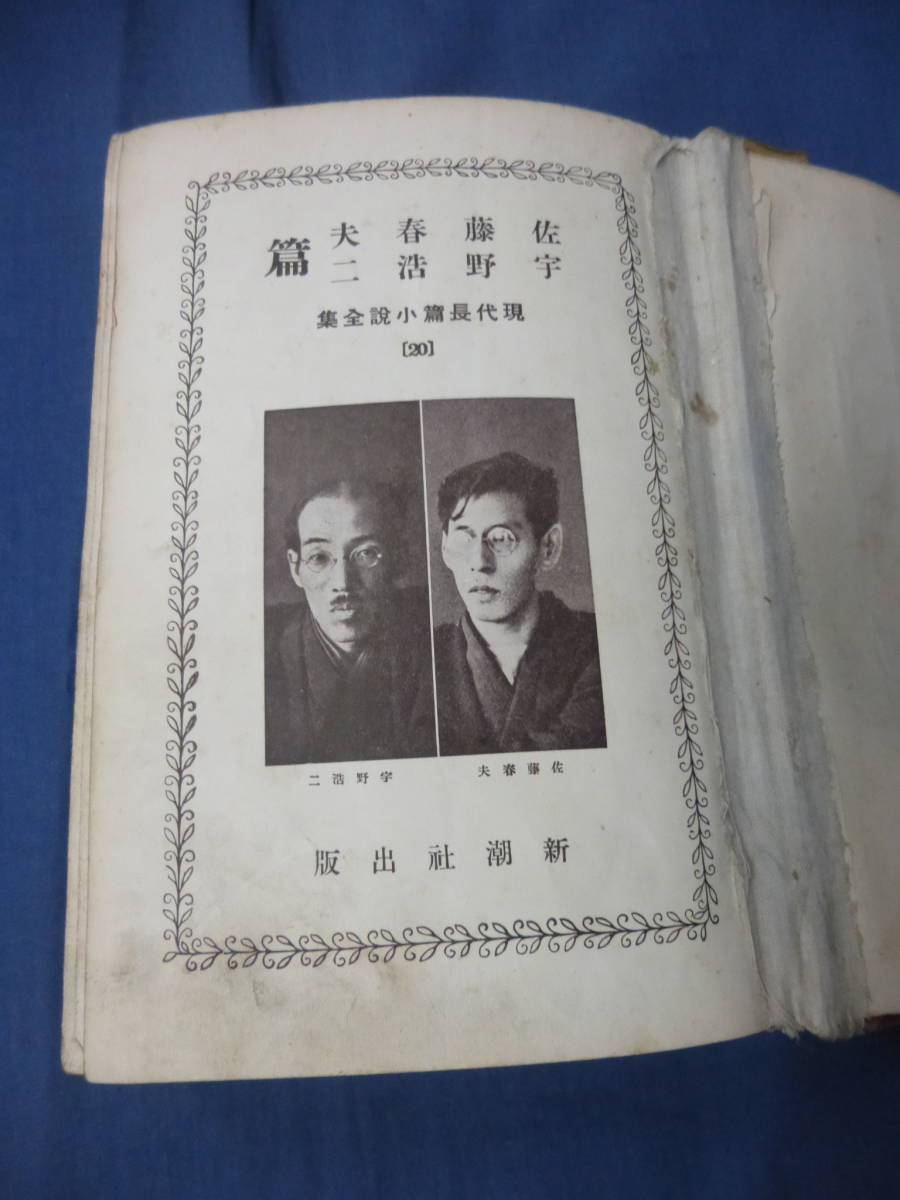 佐藤春夫
宇野浩二
篇
現代長篇小說全集
[20]
佐藤春夫
宇野浩二
新潮社出版